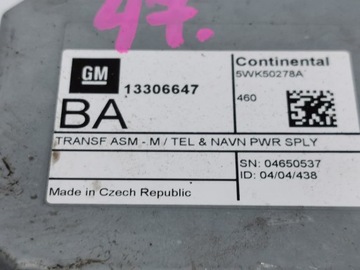 47.
GM
13306647
Continental
5WK50278A
BA
460
TRANSF ASM - M / TEL & NAVN PWR SPLY
SN: 04650537
ID: 04/04/438
Made in Czech Republic